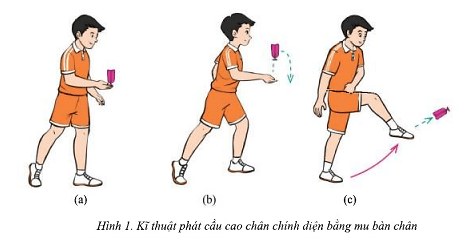 (a) (b) (c)
Hình 1. Kĩ thuật phát cầu cao chân chính diện bằng mu bàn chân